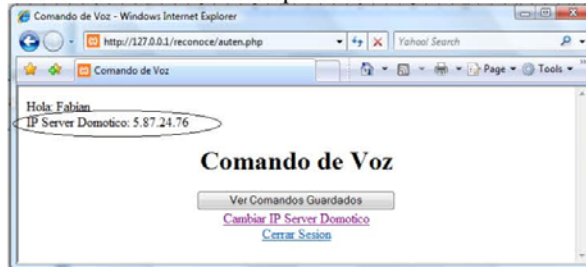 Comando de Voz - Windows Internet Explorer
http://127.0.0.1/reconoce/auten.php
Yahoo! Search
Comando de Voz
Page
Tools
Hola: Fabian
IP Server Domotico: 5.87.24.76
Comando de Voz
Ver Comandos Guardados
Cambiar IP Server Domotico
Cerrar Sesion